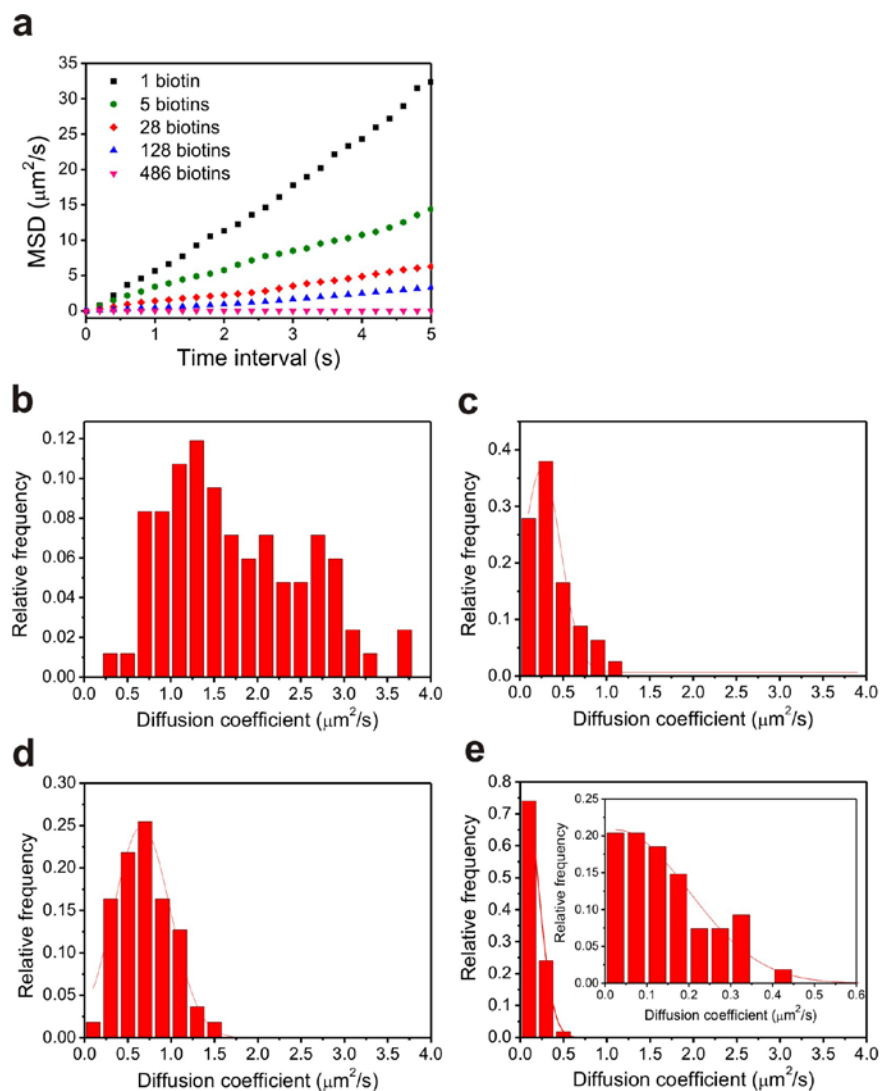 a
35
30
25
20
15
10
5
0
MSD (μm²/s)
1 biotin
5 biotins
28 biotins
128 biotins
486 biotins
0 1 2 3 4 5
Time interval (s)
b
0.12
0.10
0.08
0.06
0.04
0.02
0.00
Relative frequency
0.0 0.5 1.0 1.5 2.0 2.5 3.0 3.5 4.0
Diffusion coefficient (μm²/s)
c
0.4
0.3
0.2
0.1
0.0
Relative frequency
0.0 0.5 1.0 1.5 2.0 2.5 3.0 3.5 4.0
Diffusion coefficient (μm²/s)
d
0.30
0.25
0.20
0.15
0.10
0.05
0.00
Relative frequency
0.0 0.5 1.0 1.5 2.0 2.5 3.0 3.5 4.0
Diffusion coefficient (μm²/s)
e
0.8
0.7
0.6
0.5
0.4
0.3
0.2
0.1
0.0
Relative frequency
0.25
0.20
0.15
0.10
0.05
0.00
Relative frequency
0.0 0.1 0.2 0.3 0.4 0.5 0.6
Diffusion coefficient (μm²/s)
0.0 0.5 1.0 1.5 2.0 2.5 3.0 3.5 4.0
Diffusion coefficient (μm²/s)